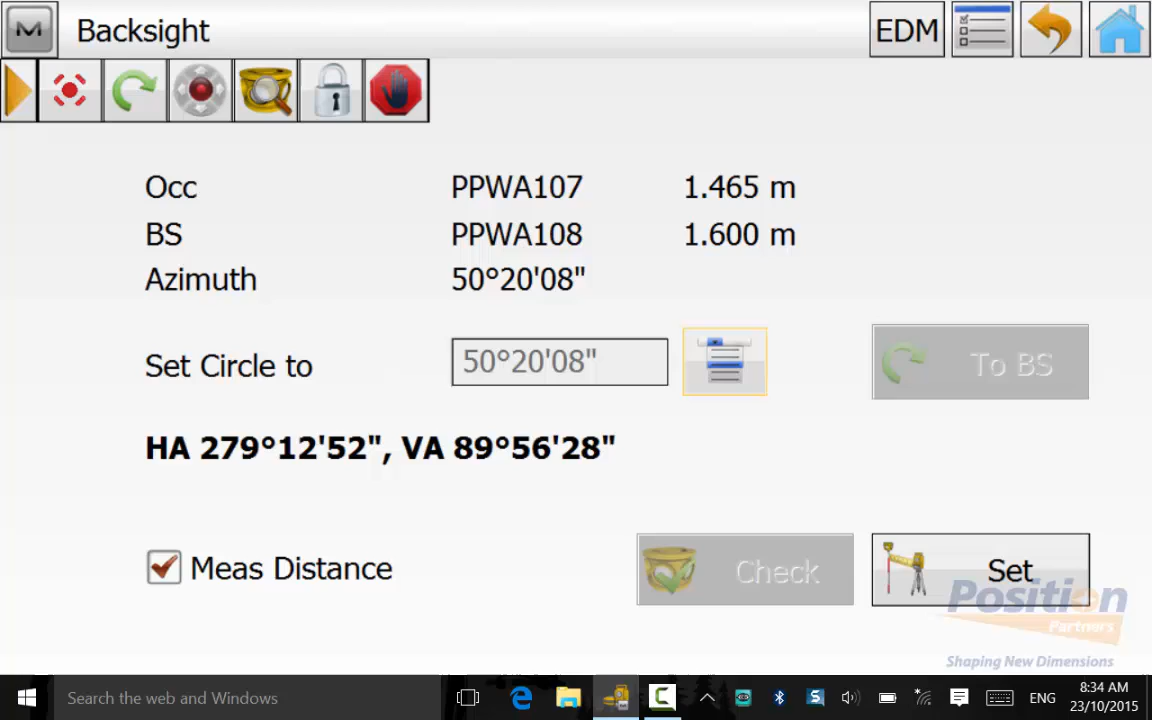 Backsight
EDM
Occ PPWA107 1.465 m
BS PPWA108 1.600 m
Azimuth 50°20'08"
Set Circle to 50°20'08" To BS
HA 279°12'52", VA 89°56'28"
Meas Distance Check Set
Position
Partners
Shaping New Dimensions
Search the web and Windows ENG 8:34 AM
23/10/2015